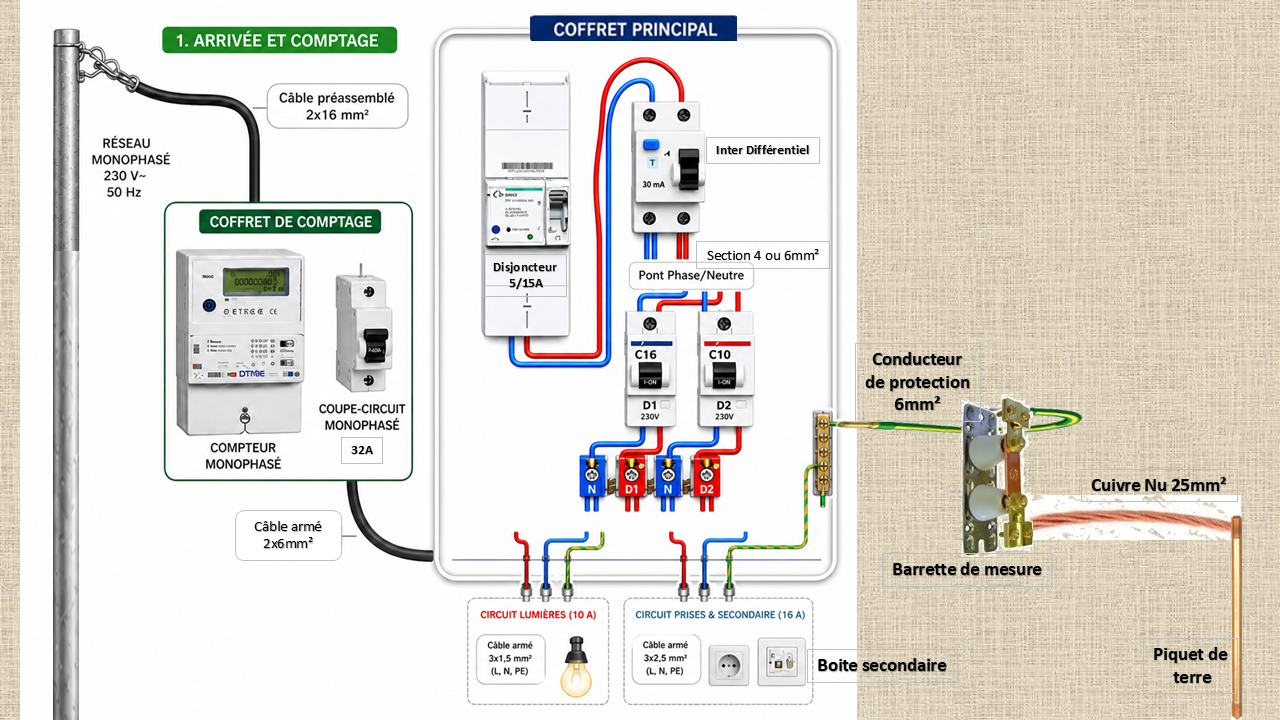 COFFRET PRINCIPAL
1. ARRIVÉE ET COMPTAGE
Câble préassemblé
2x16 mm²
RÉSEAU
MONOPHASÉ
230 V~
50 Hz
COFFRET DE COMPTAGE
Mono
CE
COMPTEUR
MONOPHASÉ
COUPE-CIRCUIT
MONOPHASÉ
32A
Câble armé
2x6mm²
Disjoncteur
5/15A
T
30 mA
Inter Différentiel
Section 4 ou 6mm²
Pont Phase/Neutre
C16
I-ON
D1
230V
C10
I-ON
D2
230V
N
D1
N
D2
CIRCUIT LUMIÈRES (10 A)
Câble armé
3x1,5 mm²
(L, N, PE)
CIRCUIT PRISES & SECONDAIRE (16 A)
Câble armé
3x2,5 mm²
(L, N, PE)
Boite secondaire
Conducteur
de protection
6mm²
Cuivre Nu 25mm²
Barrette de mesure
Piquet de
terre